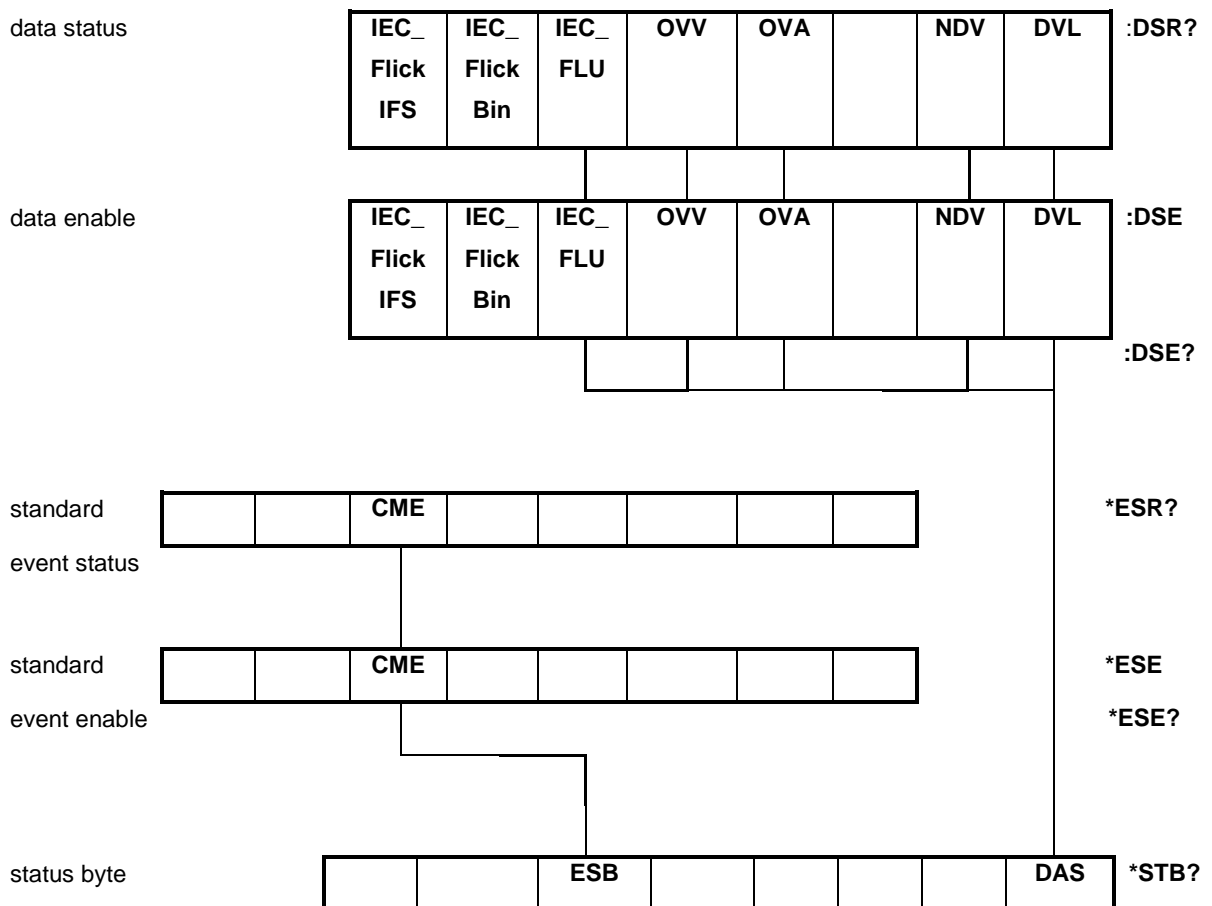 data status IEC_ IEC_ IEC_ OVV OVA NDV DVL :DSR?
Flick Flick FLU
IFS Bin
data enable IEC_ IEC_ IEC_ OVV OVA NDV DVL :DSE
Flick Flick FLU
IFS Bin
:DSE?
standard CME *ESR?
event status
standard CME *ESE
event enable *ESE?
status byte ESB DAS *STB?